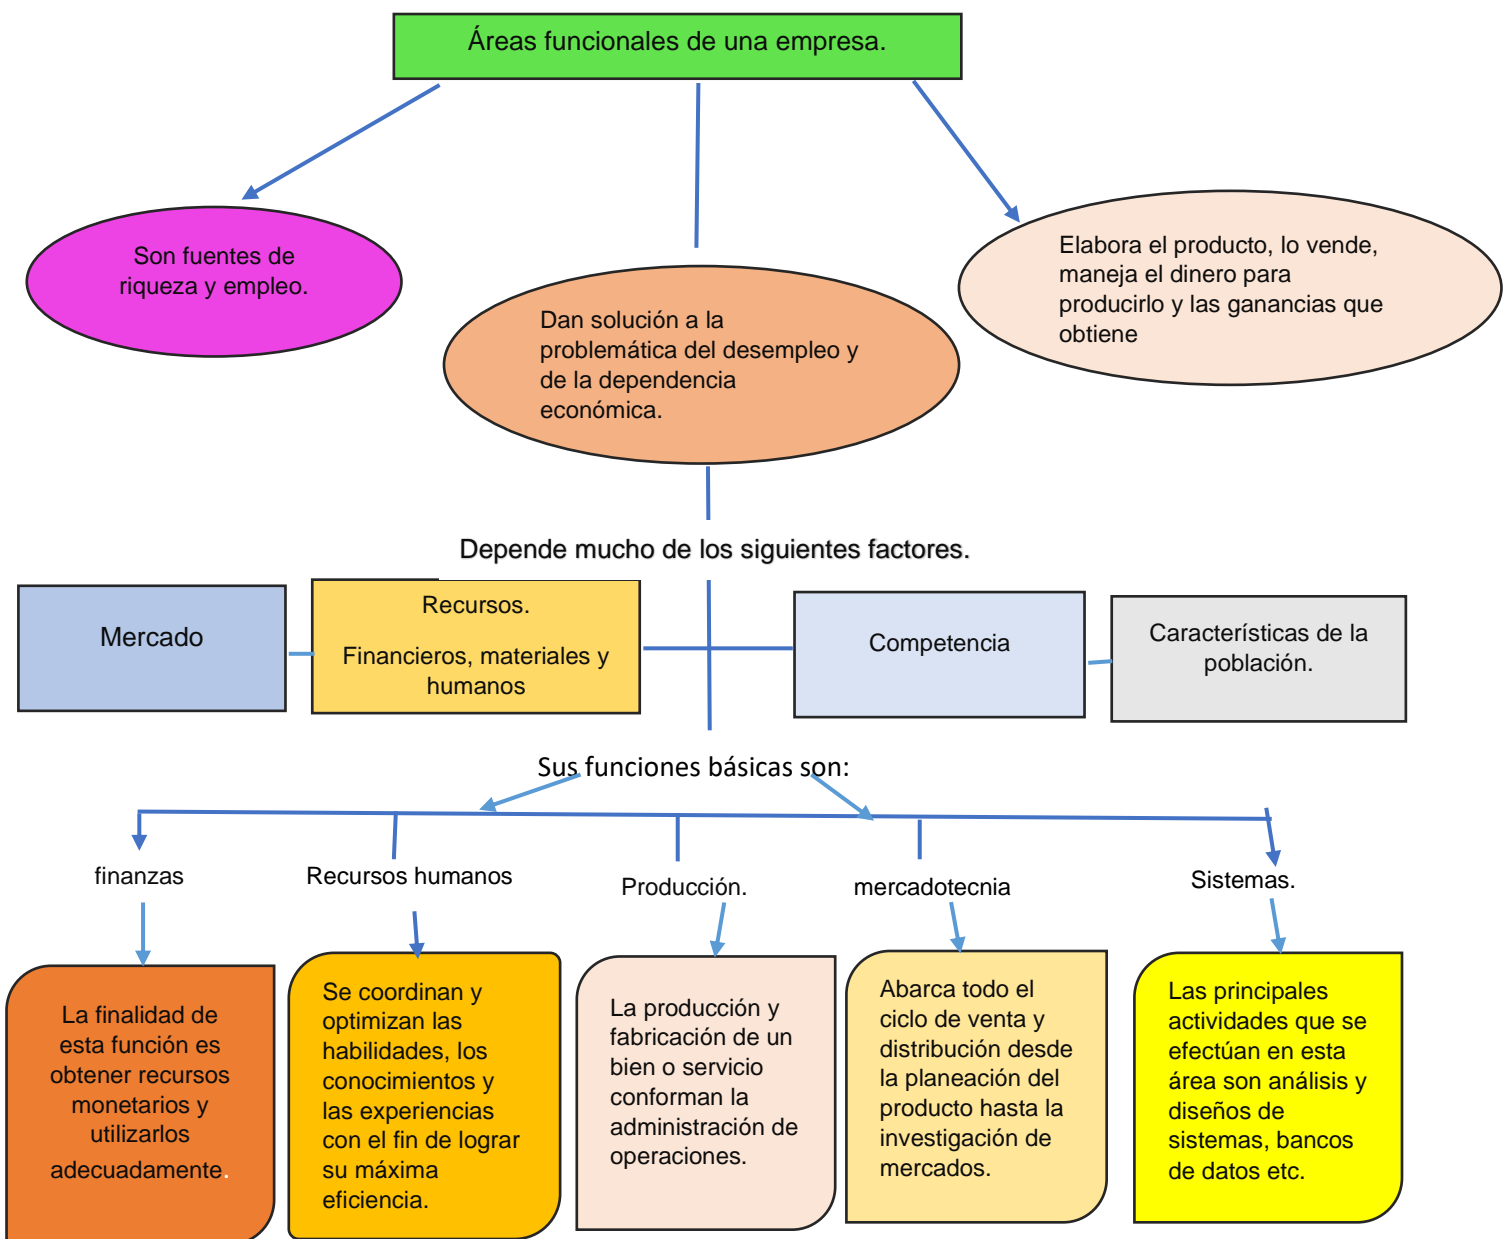 Áreas funcionales de una empresa.
Son fuentes de
riqueza y empleo.
Dan solución a la
problemática del desempleo y
de la dependencia
económica.
Elabora el producto, lo vende,
maneja el dinero para
producirlo y las ganancias que
obtiene
Depende mucho de los siguientes factores.
Mercado
Recursos.
Financieros, materiales y
humanos
Competencia
Característícas de la
población.
Sus funciones básicas son:
finanzas
Recursos humanos
Producción.
mercadotecnia
Sistemas.
La finalidad de
esta función es
obtener recursos
monetarios y
utilizarlos
adecuadamente.
Se coordinan y
optimizan las
habilidades, los
conocimientos y
las experiencias
con el fin de lograr
su máxima
eficiencia.
La producción y
fabricación de un
bien o servicio
conforman la
administración de
operaciones.
Abarca todo el
ciclo de venta y
distribución desde
la planeación del
producto hasta la
investigación de
mercados.
Las principales
actividades que se
efectúan en esta
área son análisis y
diseños de
sistemas, bancos
de datos etc.